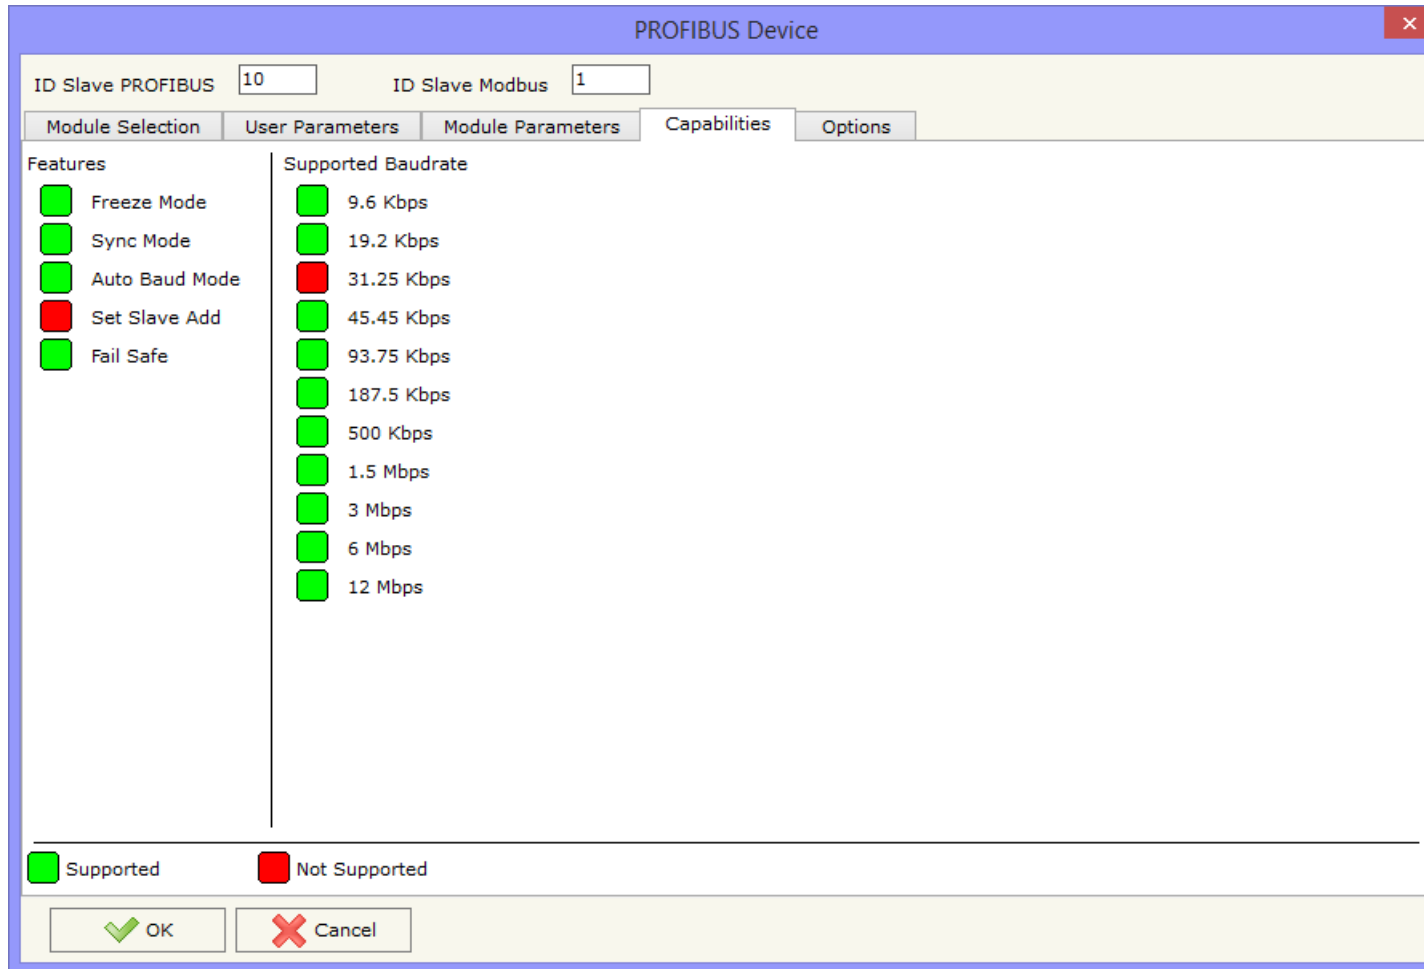 PROFIBUS Device
ID Slave PROFIBUS 10 ID Slave Modbus 1
Module Selection User Parameters Module Parameters Capabilities Options
Features
Freeze Mode
Sync Mode
Auto Baud Mode
Set Slave Add
Fail Safe
Supported Baudrate
9.6 Kbps
19.2 Kbps
31.25 Kbps
45.45 Kbps
93.75 Kbps
187.5 Kbps
500 Kbps
1.5 Mbps
3 Mbps
6 Mbps
12 Mbps
Supported Not Supported
OK Cancel